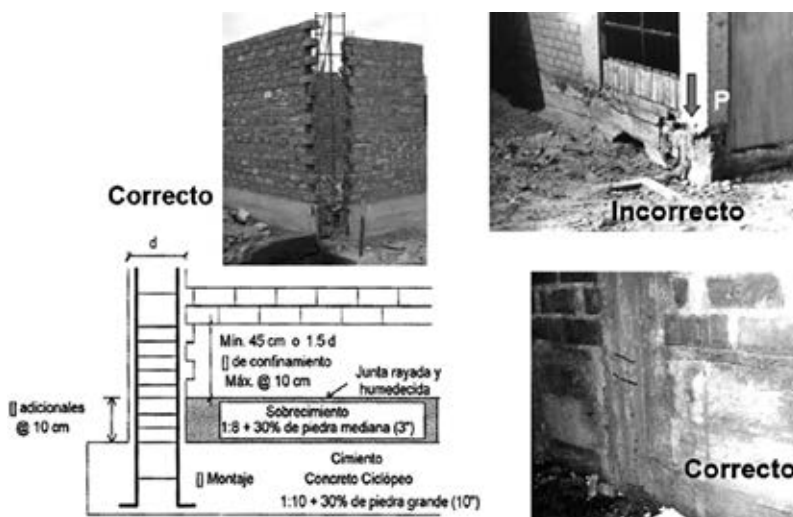 Correcto
P
Incorrecto
d
Mín. 45 cm o 1.5 d
[] de confinamiento
Máx. @ 10 cm
Junta rayada y
humedecida
[] adicionales
@ 10 cm
Sobrecimiento
1:8 + 30% de piedra mediana (3")
Cimiento
Concreto Ciclópeo
[] Montaje
1:10 + 30% de piedra grande (10")
Correcto